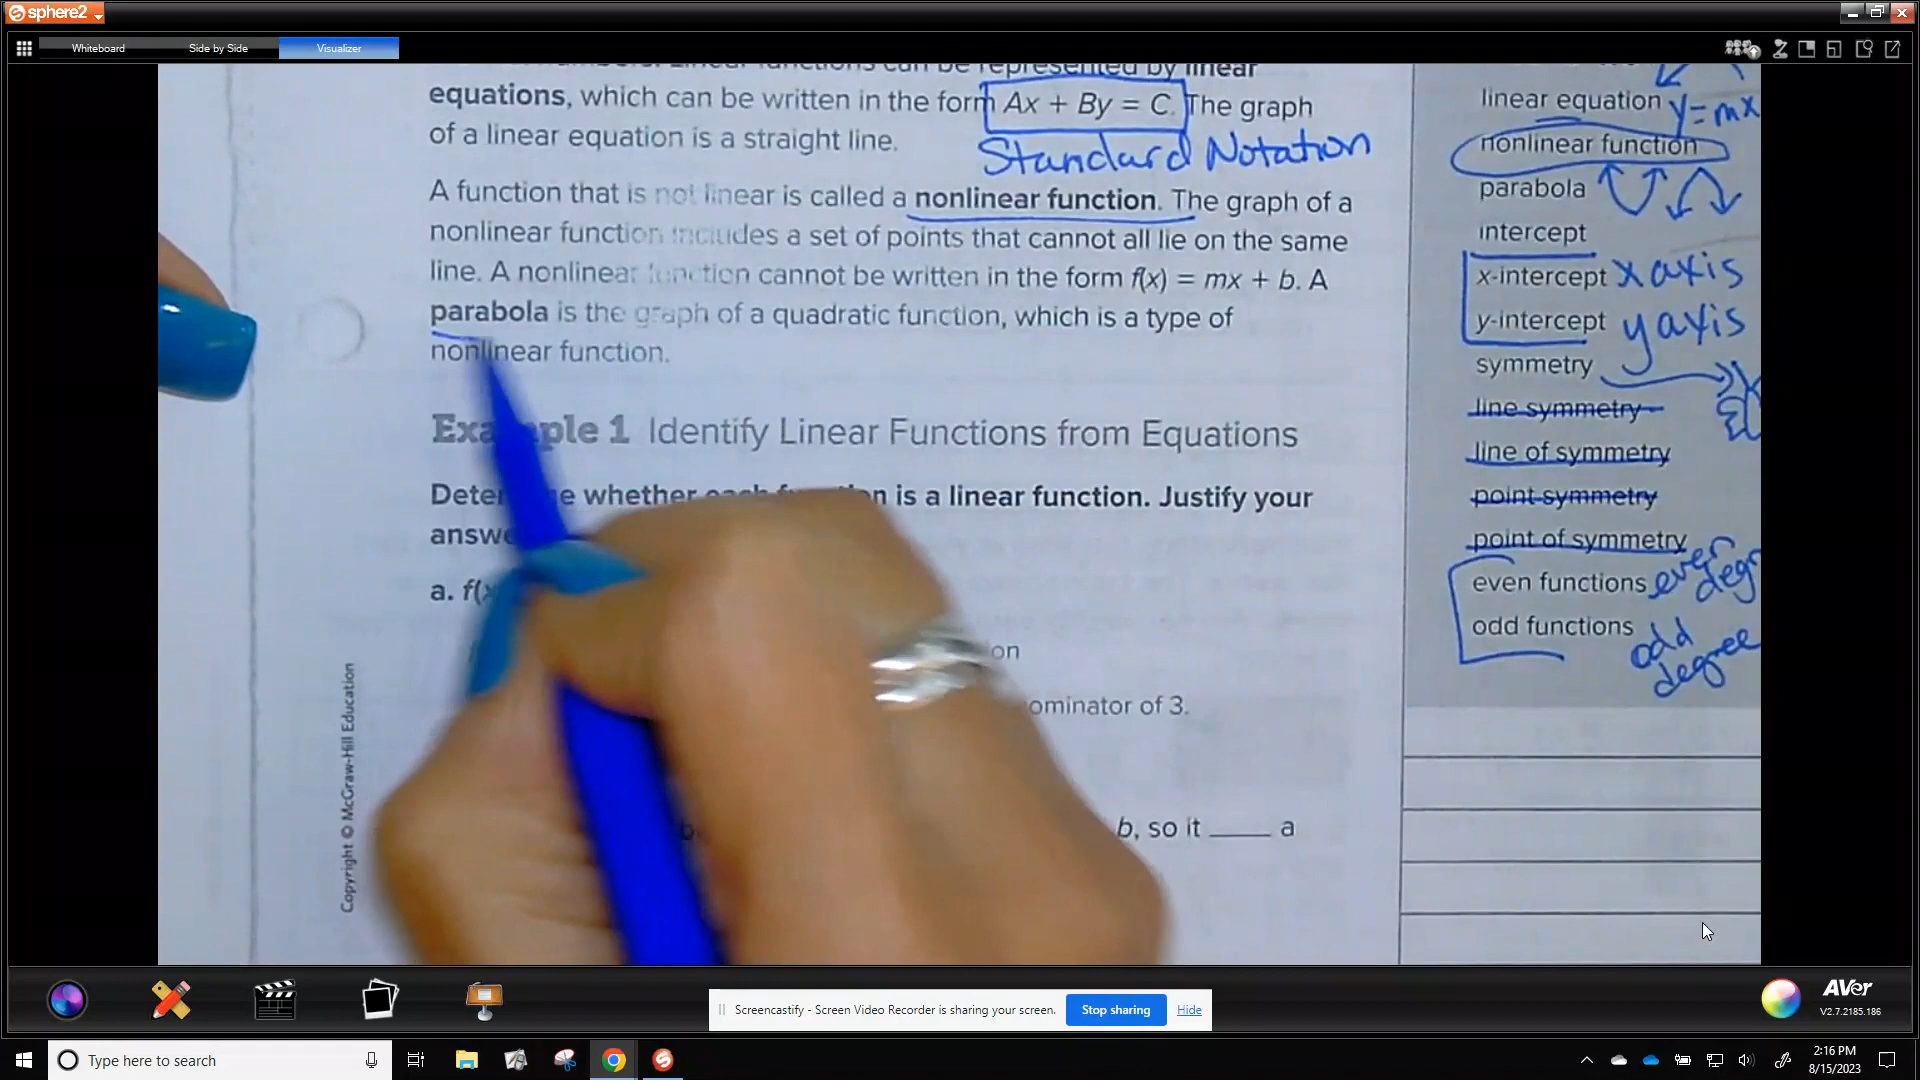 sphere2
Whiteboard
Side by Side
Visualizer
represented by linear
equations, which can be written in the form Ax + By = C. The graph
of a linear equation is a straight line.
Standard Notation
A function that is not linear is called a nonlinear function. The graph of a
nonlinear function includes a set of points that cannot all lie on the same
line. A nonlinear function cannot be written in the form f(x) = mx + b. A
parabola is the graph of a quadratic function, which is a type of
nonlinear function.
Example 1 Identify Linear Functions from Equations
whether each is a linear function. Justify your
a. f(x
ominator of 3.
b, so it ____ a
Copyright © McGraw-Hill Education
linear equation
y=mx
nonlinear function
parabola
intercept
x-intercept x axis
y-intercept y axis
symmetry
line symmetry
line of symmetry
point symmetry
point of symmetry
even functions
odd functions odd
degree
Screencastify - Screen Video Recorder is sharing your screen.
Stop sharing
Hide
AVer
V2.7.2185.186
Type here to search
2:16 PM
8/15/2023